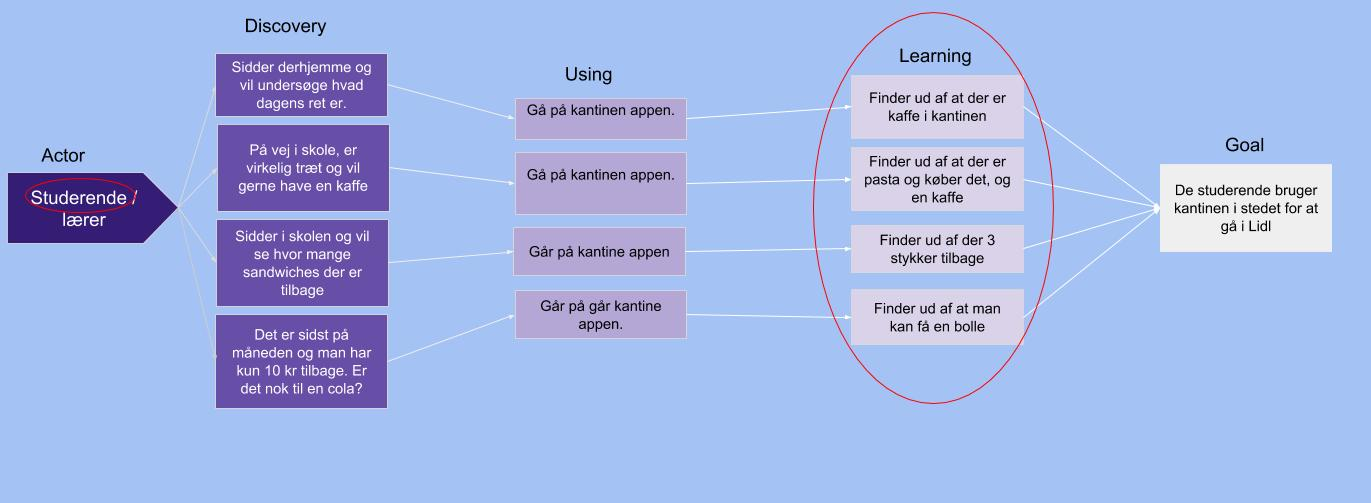 Discovery
Sidder derhjemme og
vil undersøge hvad
dagens ret er.
På vej i skole, er
virkelig træt og vil
gerne have en kaffe
Sidder i skolen og vil
se hvor mange
sandwiches der er
tilbage
Det er sidst på
måneden og man har
kun 10 kr tilbage. Er
det nok til en cola?
Actor
Studerende /
lærer
Using
Gå på kantinen appen.
Gå på kantinen appen.
Går på kantine appen
Går på går kantine
appen.
Learning
Finder ud af at der er
kaffe i kantinen
Finder ud af at der er
pasta og køber det, og
en kaffe
Finder ud af der 3
stykker tilbage
Finder ud af at man
kan få en bolle
Goal
De studerende bruger
kantinen i stedet for at
gå i Lidl